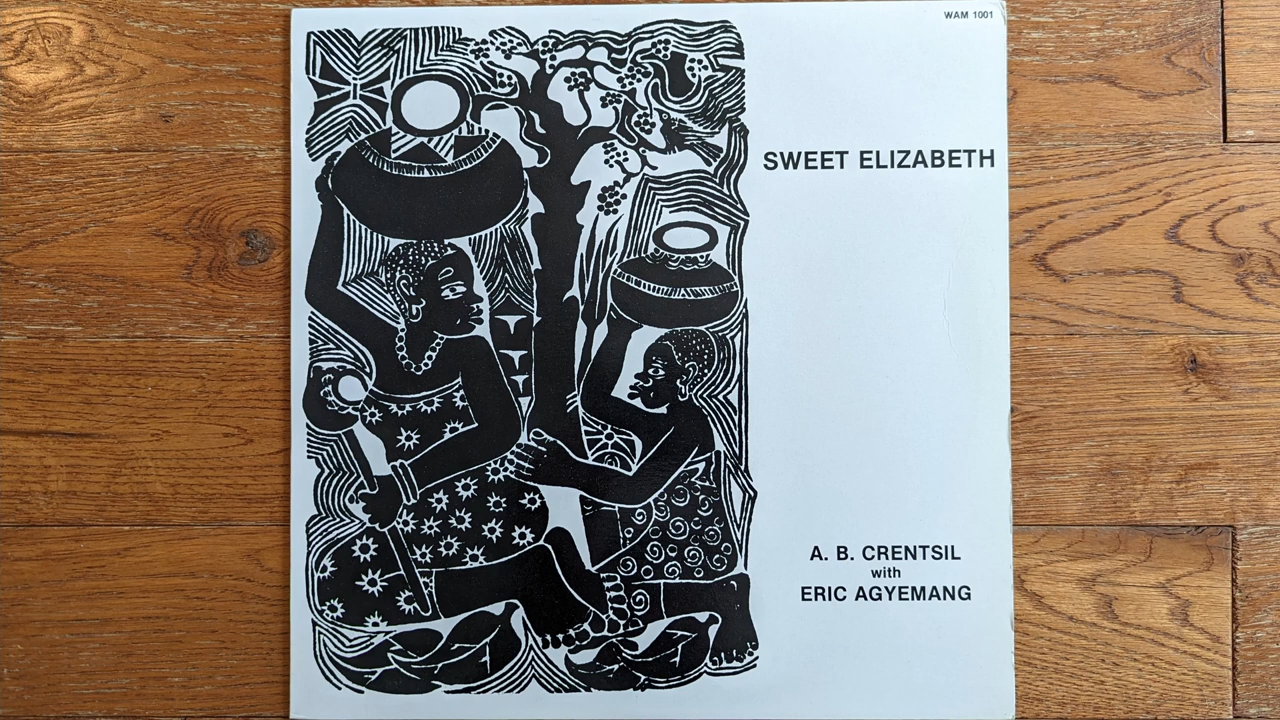 WAM 1001
SWEET ELIZABETH
A. B. CRENTSIL
with
ERIC AGYEMANG